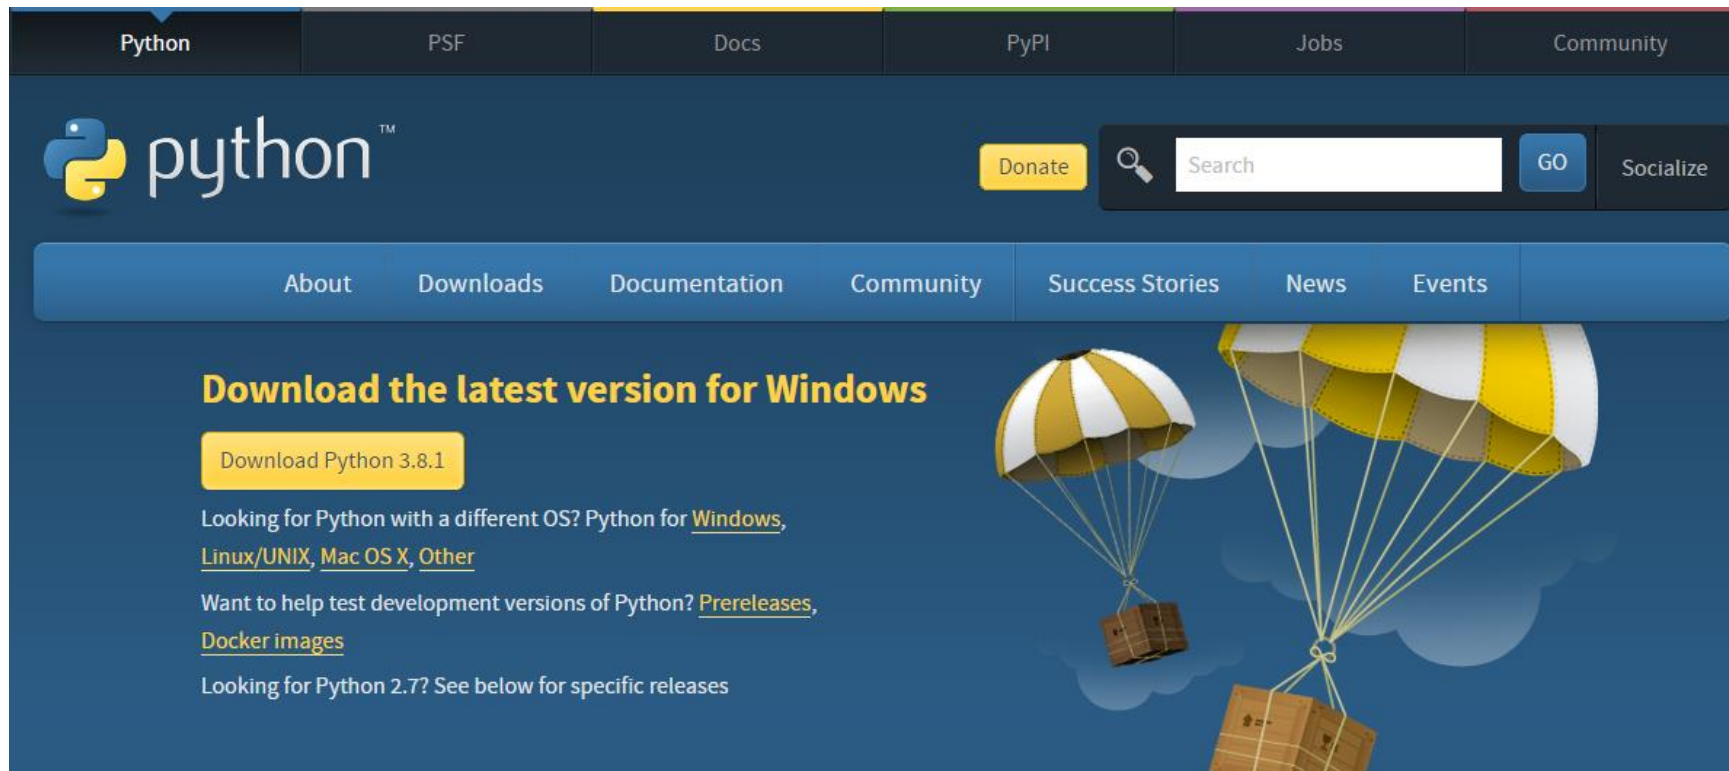 Python PSF Docs PyPI Jobs Community
python™
Donate Search GO Socialize
About Downloads Documentation Community Success Stories News Events
Download the latest version for Windows
Download Python 3.8.1
Looking for Python with a different OS? Python for Windows,
Linux/UNIX, Mac OS X, Other
Want to help test development versions of Python? Prereleases,
Docker images
Looking for Python 2.7? See below for specific releases